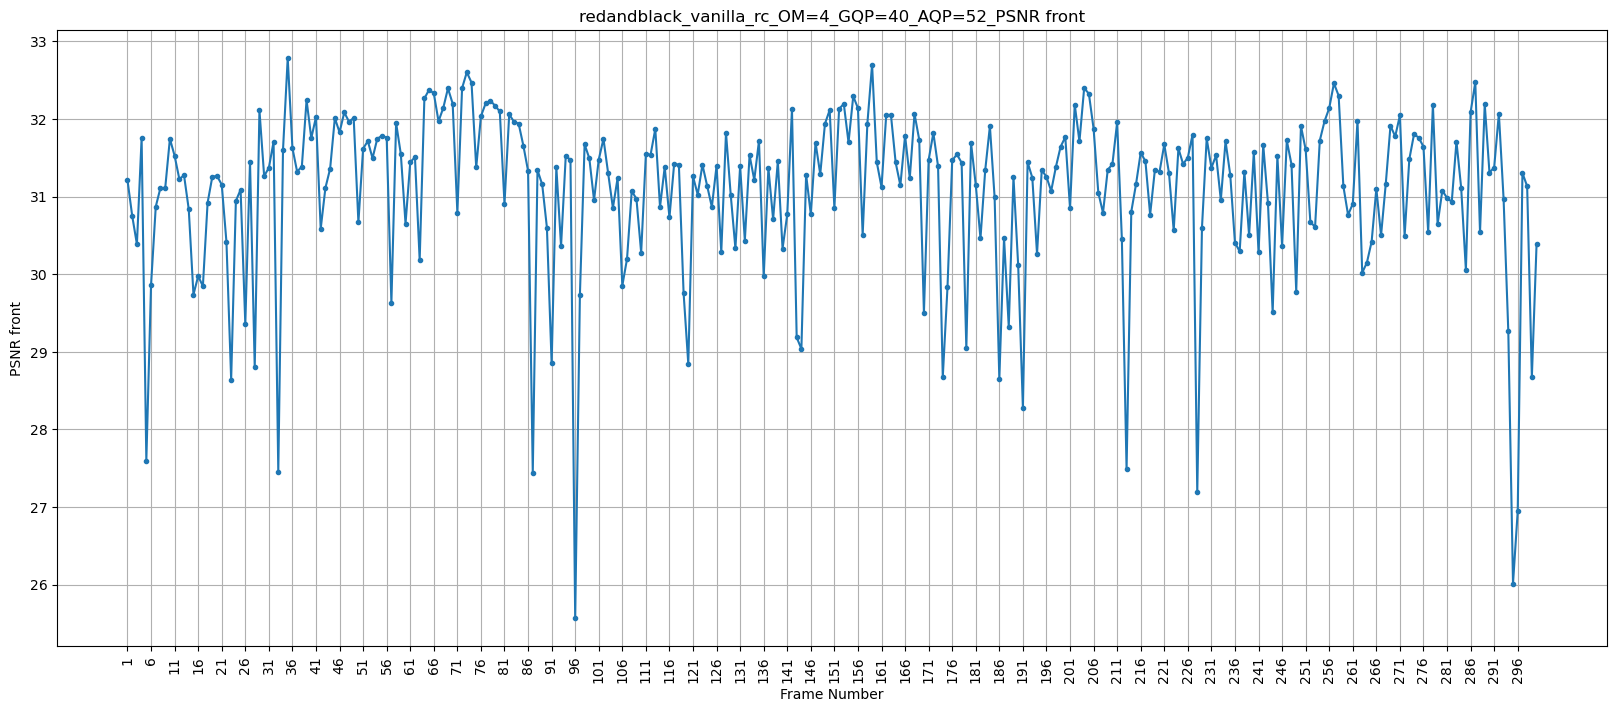 redandblack_vanilla_rc_OM=4_GQP=40_AQP=52_PSNR front
33
32
31
30
29
28
27
26
PSNR front
1 6 11 16 21 26 31 36 41 46 51 56 61 66 71 76 81 86 91 96 101 106 111 116 121 126 131 136 141 146 151 156 161 166 171 176 181 186 191 196 201 206 211 216 221 226 231 236 241 246 251 256 261 266 271 276 281 286 291 296
Frame Number